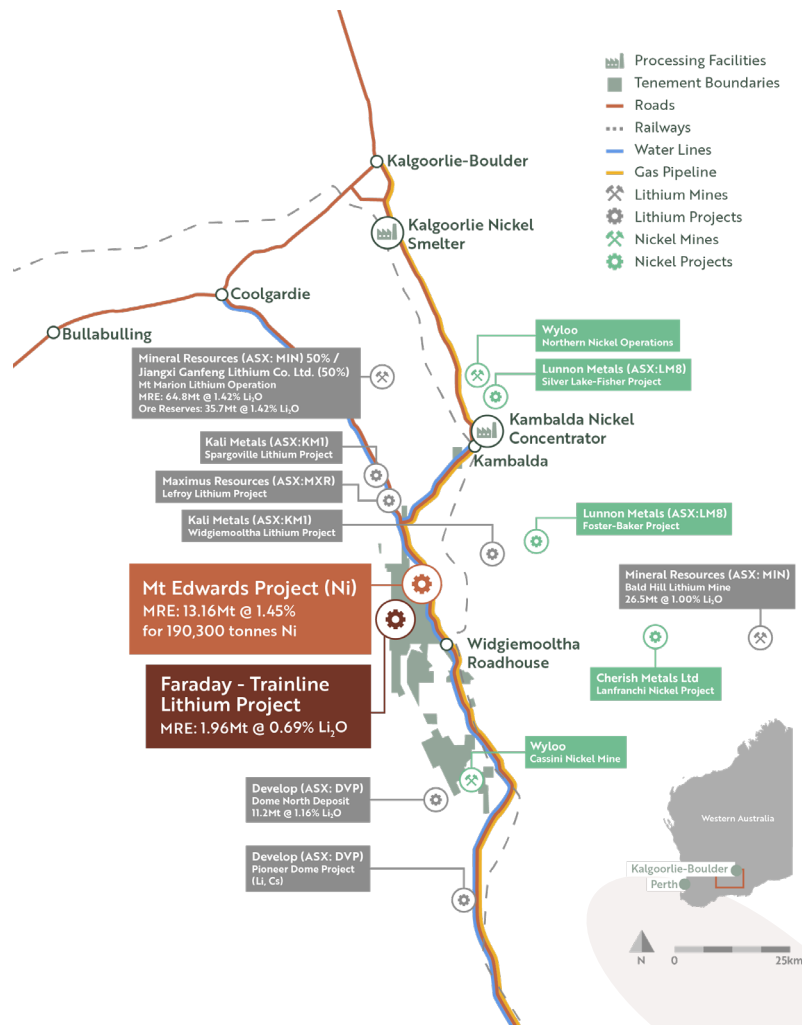 Processing Facilities
Tenement Boundaries
Roads
Railways
Water Lines
Gas Pipeline
Lithium Mines
Lithium Projects
Nickel Mines
Nickel Projects
Kalgoorlie-Boulder
Kalgoorlie Nickel
Smelter
Coolgardie
Bullabulling
Wyloo
Northern Nickel Operations
Mineral Resources (ASX: MIN) 50% /
Jiangxi Ganfeng Lithium Co. Ltd. (50%)
Mt Marion Lithium Operation
MRE: 64.8Mt @ 1.42% Li₂O
Ore Reserves: 35.7Mt @ 1.42% Li₂O
Lunnon Metals (ASX:LM8)
Silver Lake-Fisher Project
Kambalda Nickel
Concentrator
Kambalda
Kali Metals (ASX:KM1)
Spargoville Lithium Project
Maximus Resources (ASX:MXR)
Lefroy Lithium Project
Kali Metals (ASX:KM1)
Widgiemooltha Lithium Project
Lunnon Metals (ASX:LM8)
Foster-Baker Project
Mt Edwards Project (Ni)
MRE: 13.16Mt @ 1.45%
for 190,300 tonnes Ni
Mineral Resources (ASX: MIN)
Bald Hill Lithium Mine
26.5Mt @ 1.00% Li₂O
Widgiemooltha
Roadhouse
Faraday - Trainline
Lithium Project
MRE: 1.96Mt @ 0.69% Li₂O
Cherish Metals Ltd
Lanfranchi Nickel Project
Wyloo
Cassini Nickel Mine
Develop (ASX: DVP)
Dome North Deposit
11.2Mt @ 1.16% Li₂O
Develop (ASX: DVP)
Pioneer Dome Project
(Li, Cs)
Western Australia
Kalgoorlie-Boulder
Perth
N
0
25km